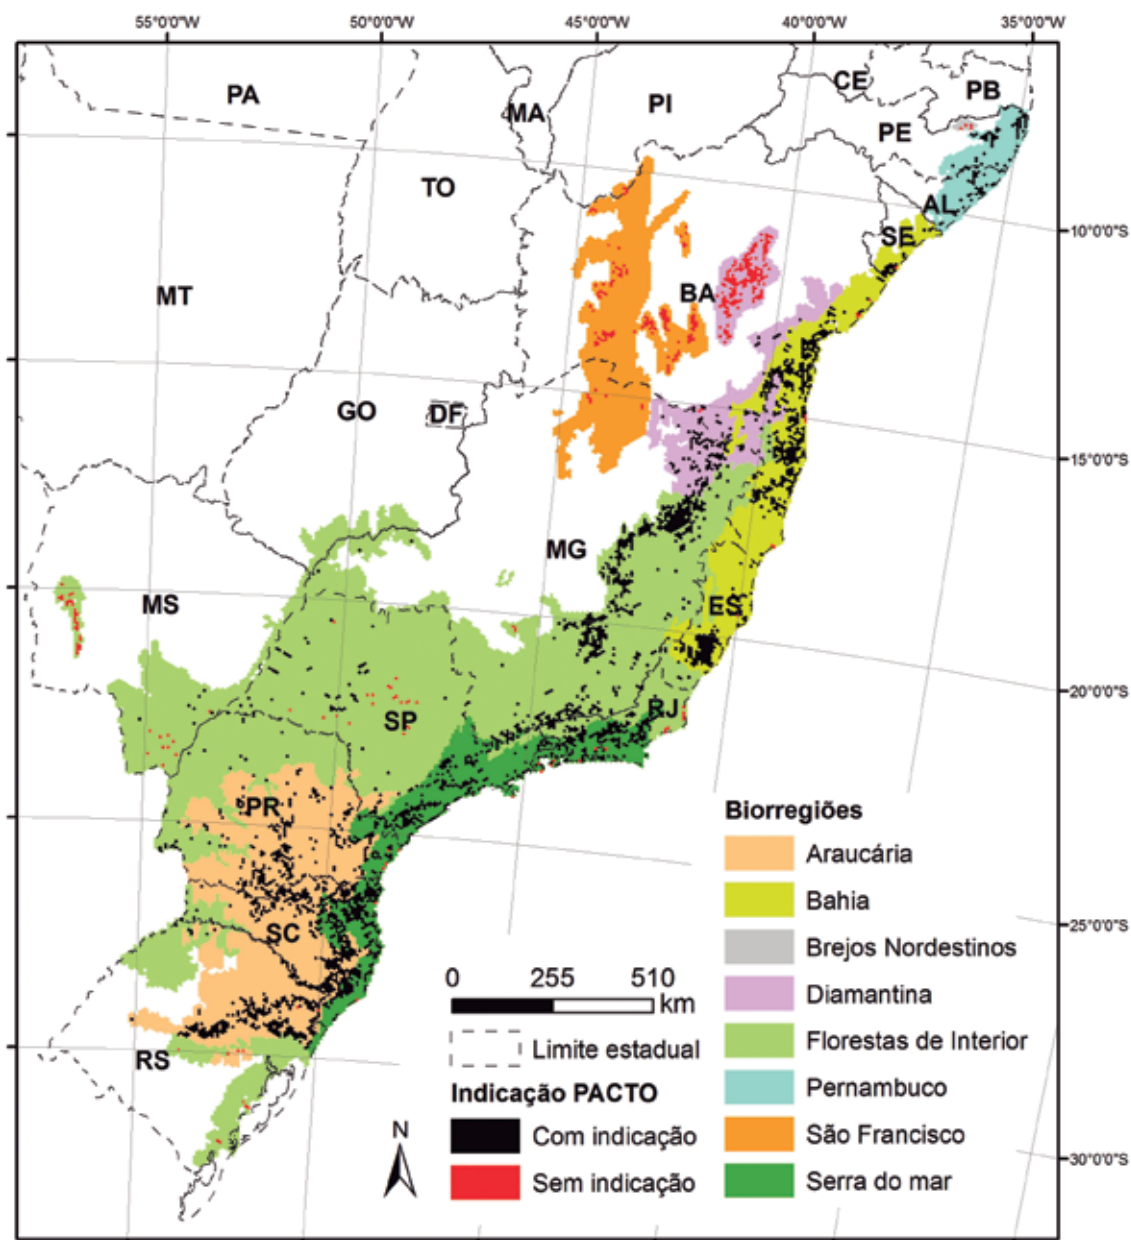 55°0'0"W 50°0'0"W 45°0'0"W 40°0'0"W 35°0'0"W
PA
MA
PI
CE
PB
PE
TO
AL
SE
10°0'0"S
MT
BA
GO
DF
15°0'0"S
MG
MS
ES
20°0'0"S
SP
RJ
PR
SC
25°0'0"S
RS
30°0'0"S
Biorregiões
Araucária
Bahia
Brejos Nordestinos
Diamantina
Florestas de Interior
Pernambuco
São Francisco
Serra do mar
0 255 510
km
Limite estadual
Indicação PACTO
Com indicação
Sem indicação
N